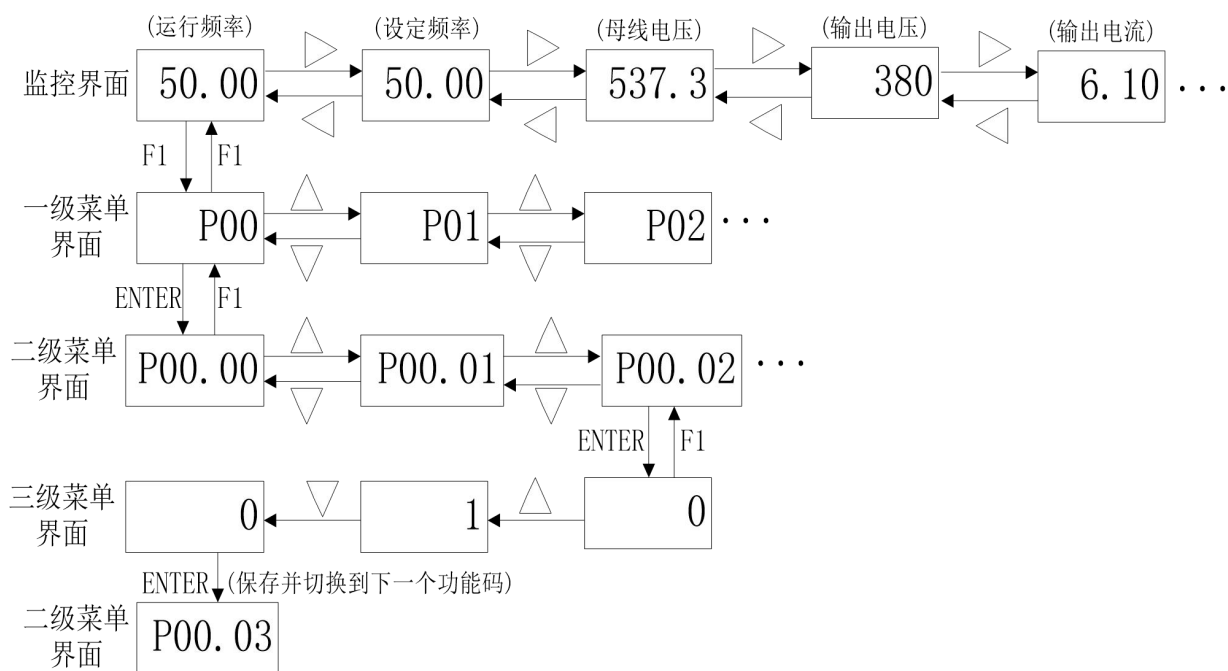 (运行频率) (设定频率) (母线电压) (输出电压) (输出电流)
监控界面 50.00 50.00 537.3 380 6.10 ···
F1 F1
一级菜单界面 P00 P01 P02 ···
ENTER F1
二级菜单界面 P00.00 P00.01 P00.02 ···
ENTER F1
三级菜单界面 0 1 0
ENTER (保存并切换到下一个功能码)
二级菜单界面 P00.03